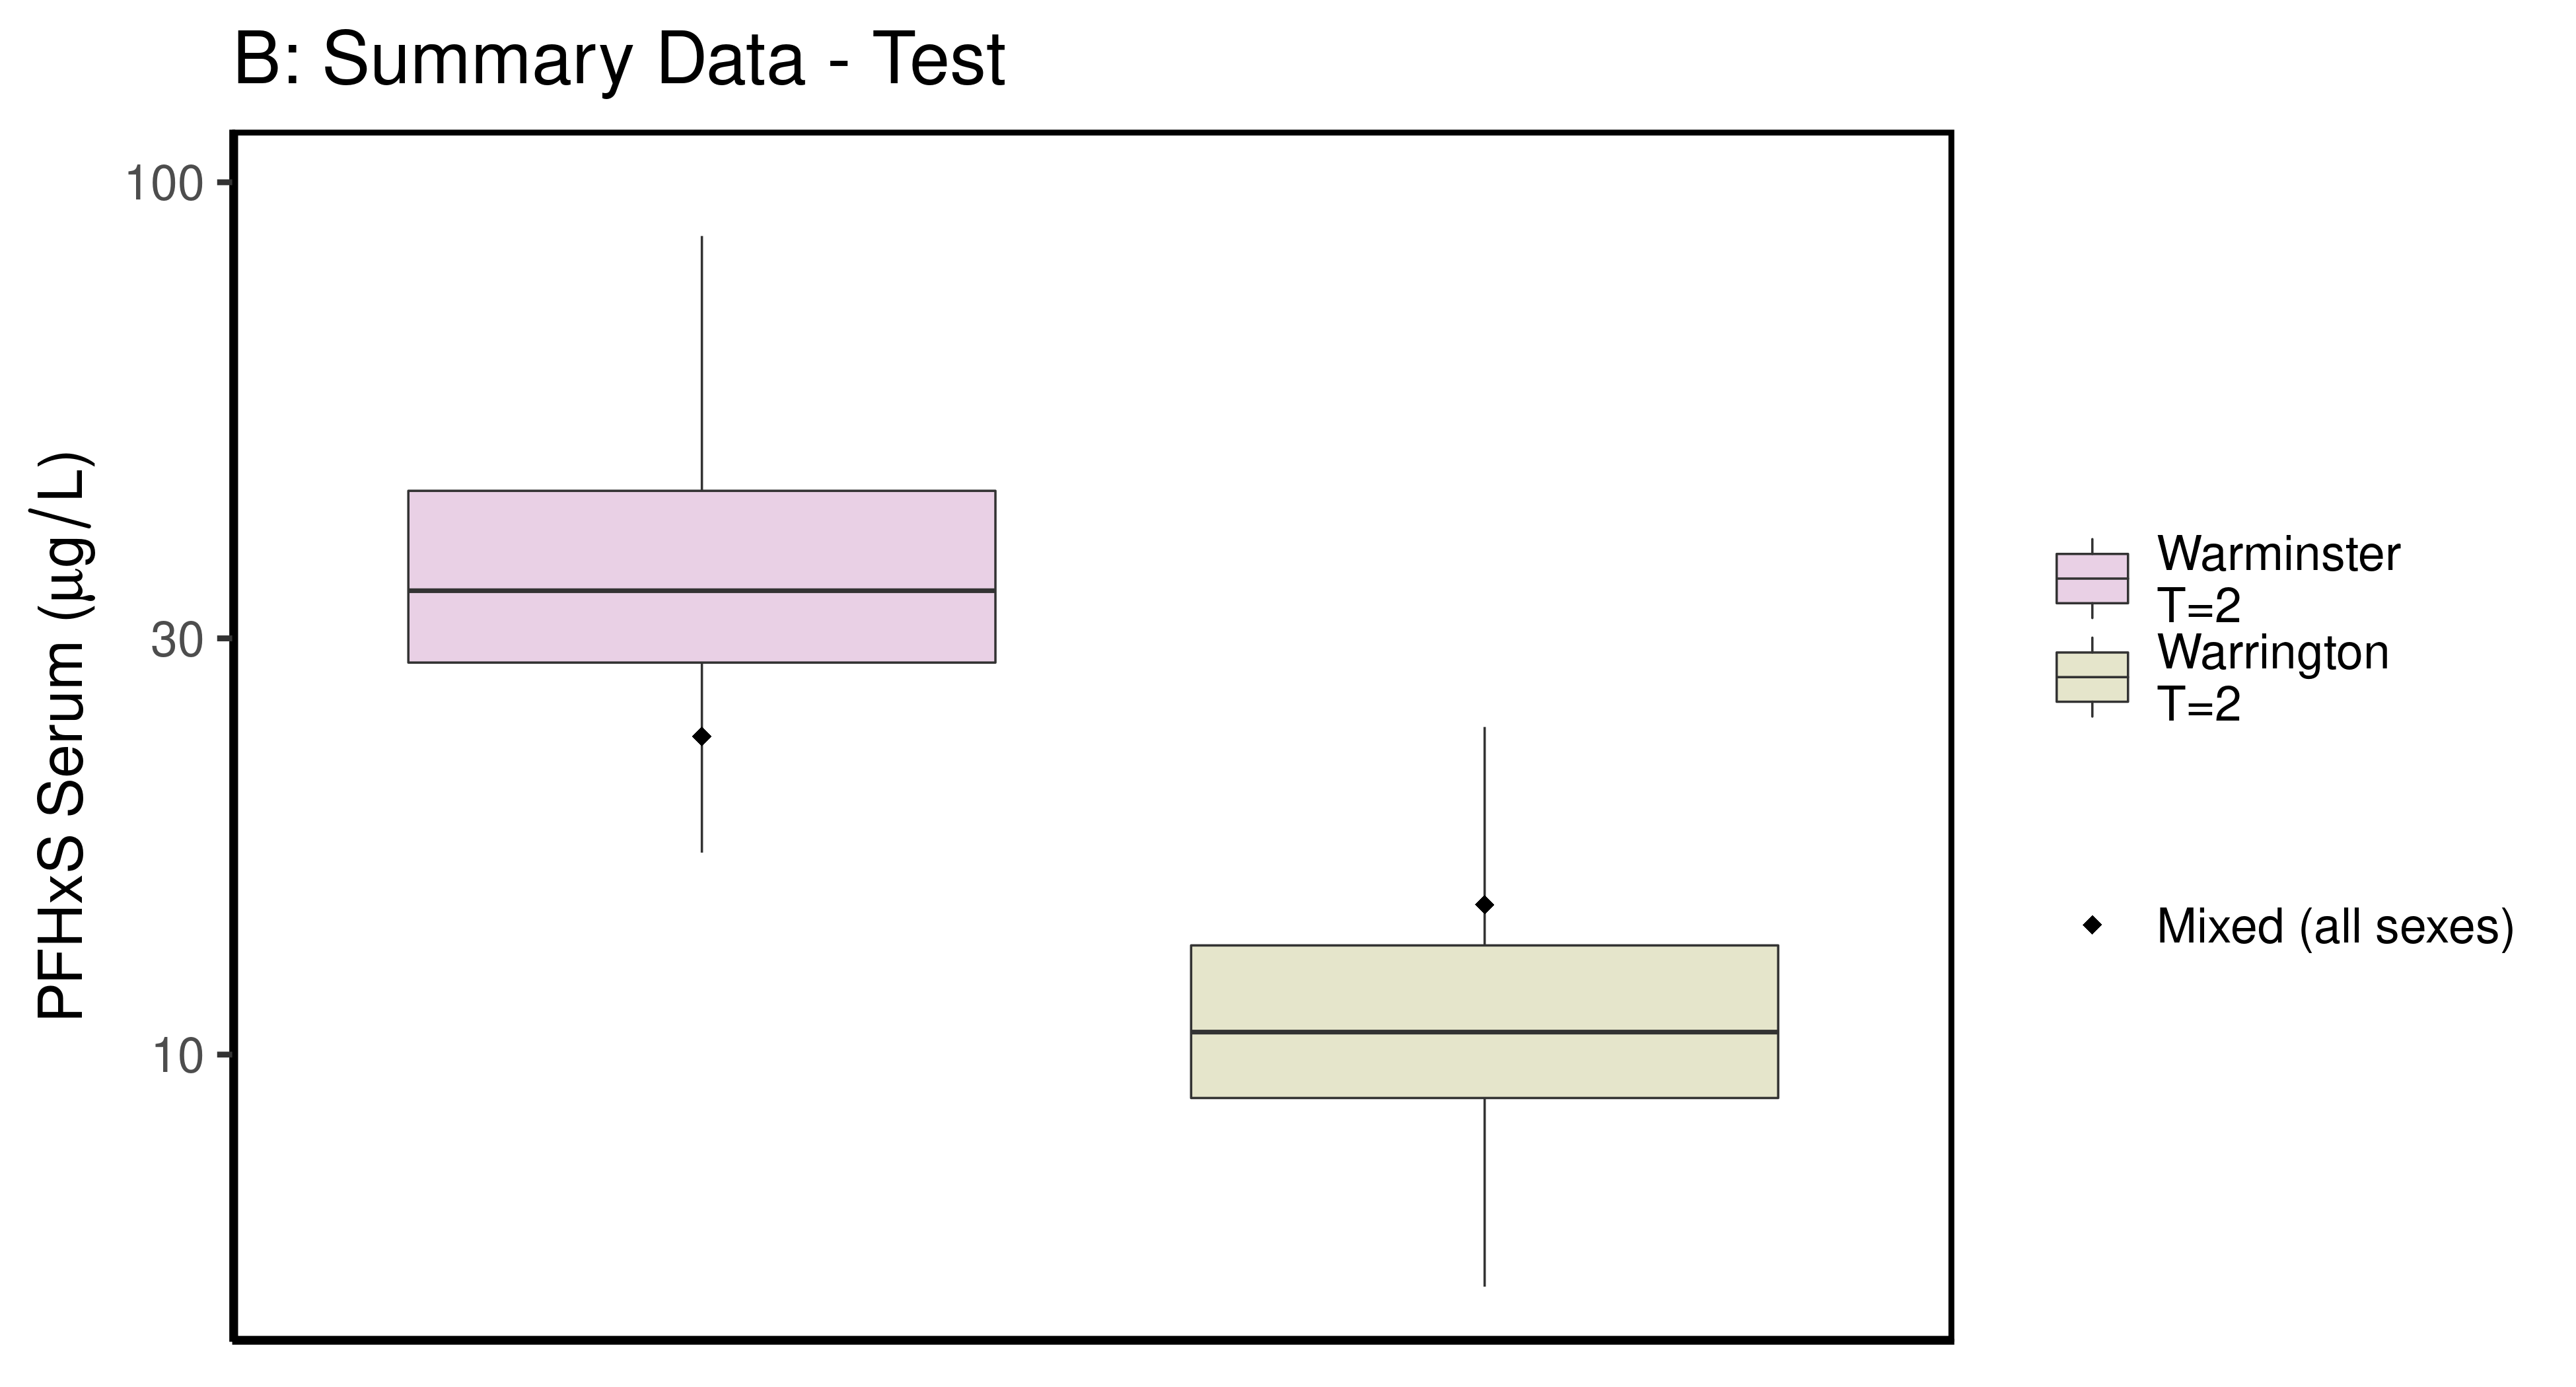 B: Summary Data - Test
PFHxS Serum (μg/L)
100
30
10
Warminster
T=2
Warrington
T=2
Mixed (all sexes)